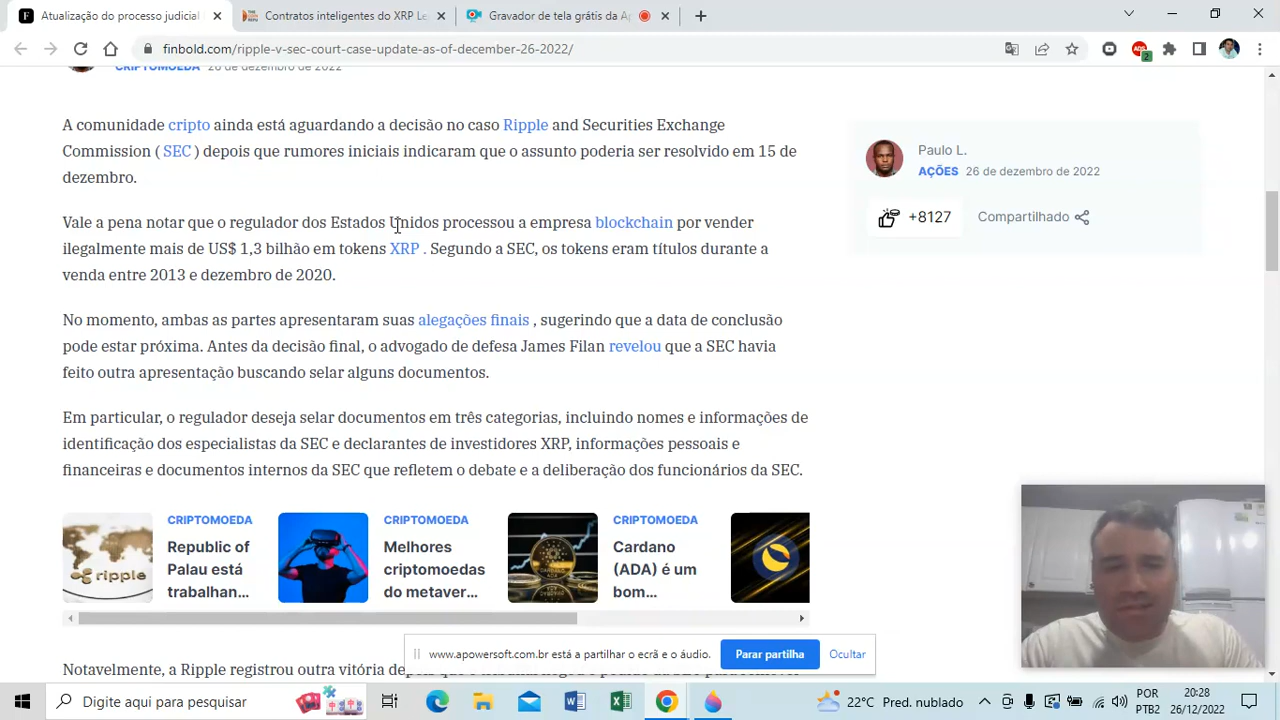 Atualização do processo judicial
Contratos inteligentes do XRP Le
Gravador de tela grátis da Ap
finbold.com/ripple-v-sec-court-case-update-as-of-december-26-2022/
CRIPTOMOEDA 26 de dezembro de 2022
A comunidade cripto ainda está aguardando a decisão no caso Ripple and Securities Exchange
Commission ( SEC ) depois que rumores iniciais indicaram que o assunto poderia ser resolvido em 15 de
dezembro.
Vale a pena notar que o regulador dos Estados Unidos processou a empresa blockchain por vender
ilegalmente mais de US$ 1,3 bilhão em tokens XRP . Segundo a SEC, os tokens eram títulos durante a
venda entre 2013 e dezembro de 2020.
No momento, ambas as partes apresentaram suas alegações finais , sugerindo que a data de conclusão
pode estar próxima. Antes da decisão final, o advogado de defesa James Filan revelou que a SEC havia
feito outra apresentação buscando selar alguns documentos.
Em particular, o regulador deseja selar documentos em três categorias, incluindo nomes e informações de
identificação dos especialistas da SEC e declarantes de investidores XRP, informações pessoais e
financeiras e documentos internos da SEC que refletem o debate e a deliberação dos funcionários da SEC.
Paulo L.
AÇÕES 26 de dezembro de 2022
+8127 Compartilhado
ripple
CRIPTOMOEDA
Republic of
Palau está
trabalhan...
CRIPTOMOEDA
Melhores
criptomoedas
do metaver...
CRIPTOMOEDA
Cardano
(ADA) é um
bom...
www.apowersoft.com.br está a partilhar o ecrã e o áudio.
Parar partilha
Ocultar
Notavelmente, a Ripple registrou outra vitória
Digite aqui para pesquisar
22°C Pred. nublado
POR
PTB2
20:28
26/12/2022